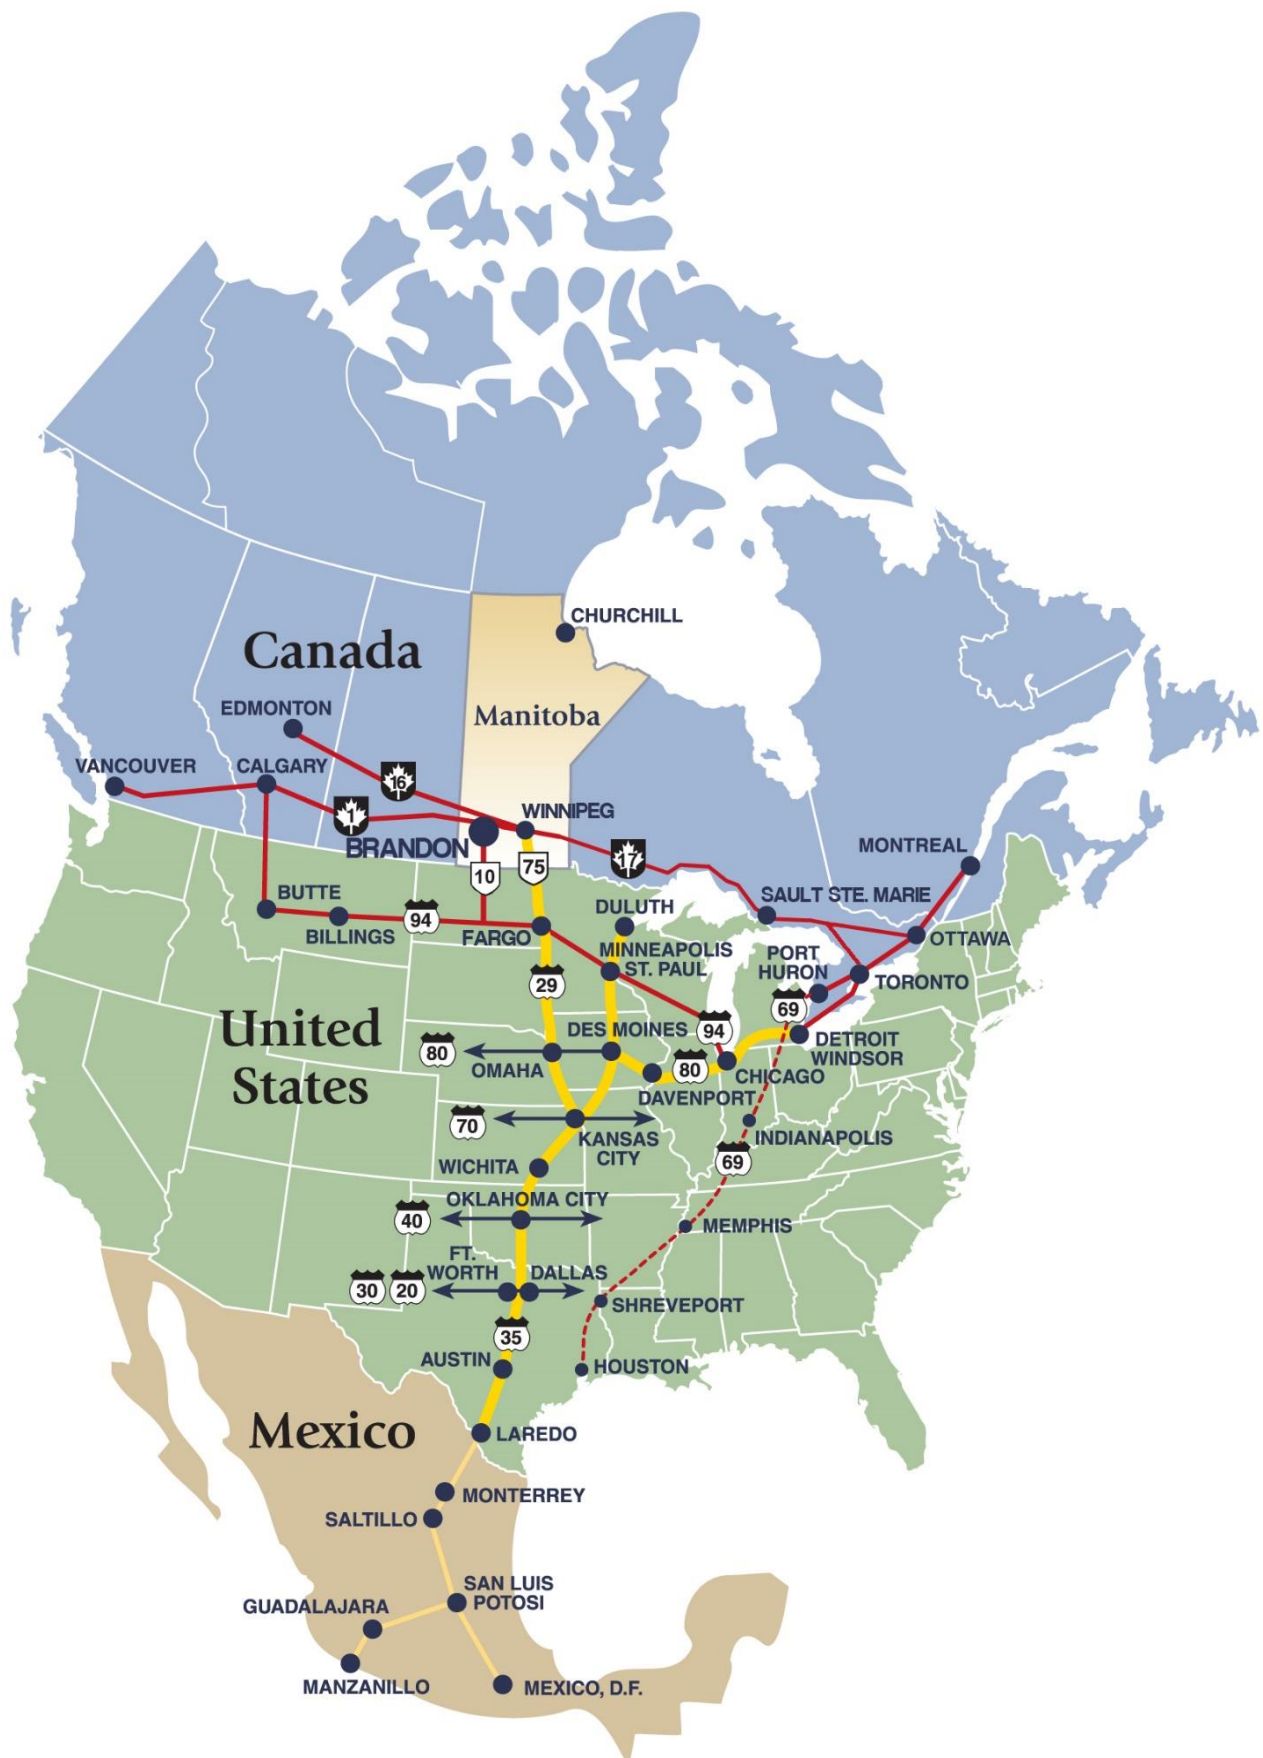 CHURCHILL
Canada
EDMONTON
Manitoba
VANCOUVER
CALGARY
16
1
WINNIPEG
BRANDON
17
MONTREAL
75
10
BUTTE
SAULT STE. MARIE
94
DULUTH
BILLINGS
FARGO
OTTAWA
MINNEAPOLIS
ST. PAUL
PORT
HURON
TORONTO
29
69
United
States
DES MOINES
94
DETROIT
WINDSOR
80
OMAHA
80
CHICAGO
DAVENPORT
70
KANSAS
CITY
INDIANAPOLIS
WICHITA
69
OKLAHOMA CITY
40
MEMPHIS
FT.
WORTH
DALLAS
30
20
SHREVEPORT
35
AUSTIN
HOUSTON
Mexico
LAREDO
MONTERREY
SALTILLO
SAN LUIS
POTOSI
GUADALAJARA
MANZANILLO
MEXICO, D.F.